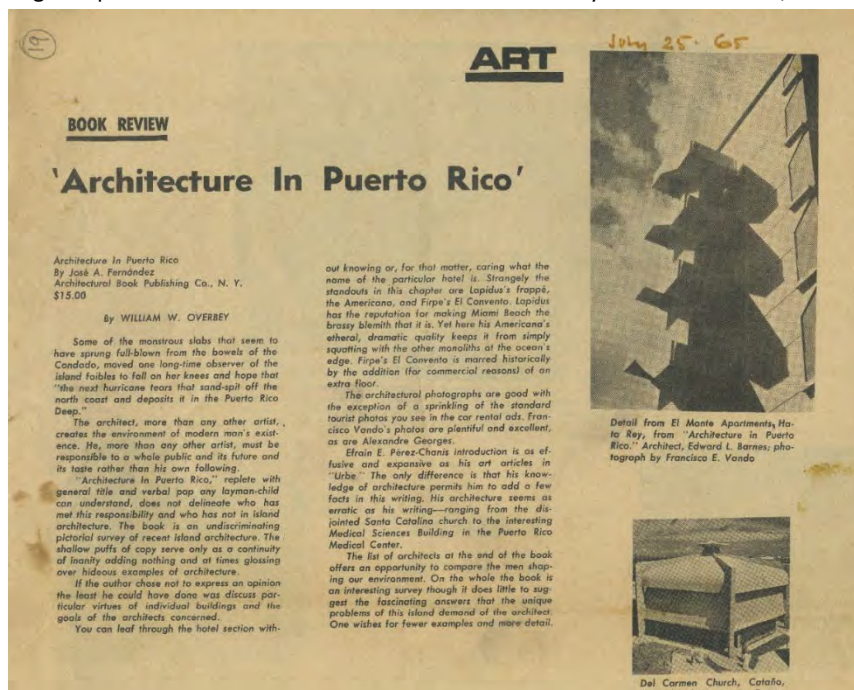 19
July 25-65
ART
BOOK REVIEW
'Architecture In Puerto Rico'
Architecture In Puerto Rico
By José A. Fernández
Architectural Book Publishing Co., N. Y.
$15.00
By WILLIAM W. OVERBEY
Some of the monstrous slabs that seem to
have sprung full-blown from the bowels of the
Condado, moved one long-time observer of the
island foibles to fall on her knees and hope that
"the next hurricane tears that sand-spit off the
north coast and deposits it in the Puerto Rico
Deep."
The architect, more than any other artist,
creates the environment of modern man's exist-
ence. He, more than any other artist, must be
responsible to a whole public and its future and
its taste rather than his own following.
"Architecture In Puerto Rico," replete with
general title and verbal pap any layman-child
can understand, does not delineate who has
met this responsibility and who has not in island
architecture. The book is an undiscriminating
pictorial survey of recent island architecture. The
shallow puffs of copy serve only as a continuity
of inanity adding nothing and at times glossing
over hideous examples of architecture.
If the author chose not to express an opinion
the least he could have done was discuss par-
ticular virtues of individual buildings and the
goals of the architects concerned.
You can leaf through the hotel section with-
out knowing or, for that matter, caring what the
name of the particular hotel is. Strangely the
standouts in this chapter are Lapidus's frappé,
the Americana, and Firpe's El Convento. Lapidus
has the reputation for making Miami Beach the
brassy blemith that it is. Yet here his Americana's
etheral, dramatic quality keeps it from simply
squatting with the other monoliths at the ocean's
edge. Firpe's El Convento is marred historically
by the addition (for commercial reasons) of an
extra floor.
The architectural photographs are good with
the exception of a sprinkling of the standard
tourist photos you see in the car rental ads. Fran-
cisco Vando's photos are plentiful and excellent,
as are Alexandre Georges.
Efrain E. Pérez-Chanis introduction is as ef-
fusive and expansive as his art articles in
"Urbe" The only difference is that his know-
ledge of architecture permits him to add a few
facts in this writing. His architecture seems as
erratic as his writing—ranging from the dis-
jointed Santa Catalina church to the interesting
Medical Sciences Building in the Puerto Rico
Medical Center.
The list of architects at the end of the book
offers an opportunity to compare the men shap-
ing our environment. On the whole the book is
an interesting survey though it does little to sug-
gest the fascinating answers that the unique
problems of this island demand of the architect.
One wishes for fewer examples and more detail.
Detail from El Monte Apartments, Ha-
to Rey, from "Architecture in Puerto
Rico." Architect, Edward L. Barnes; pho-
tograph by Francisco E. Vando
Del Carmen Church, Cataño,